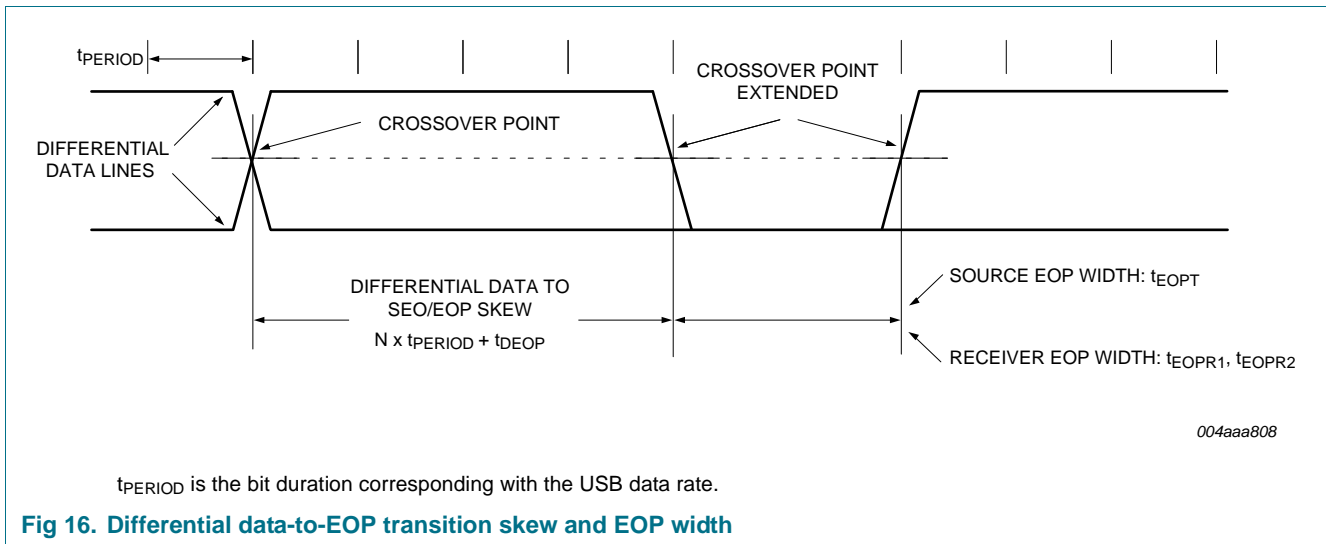 tPERIOD
CROSSOVER POINT
EXTENDED
CROSSOVER POINT
DIFFERENTIAL
DATA LINES
DIFFERENTIAL DATA TO
SEO/EOP SKEW
N x tPERIOD + tDEOP
SOURCE EOP WIDTH: tEOPT
RECEIVER EOP WIDTH: tEOPR1, tEOPR2
004aaa808
tPERIOD is the bit duration corresponding with the USB data rate.
Fig 16. Differential data-to-EOP transition skew and EOP width